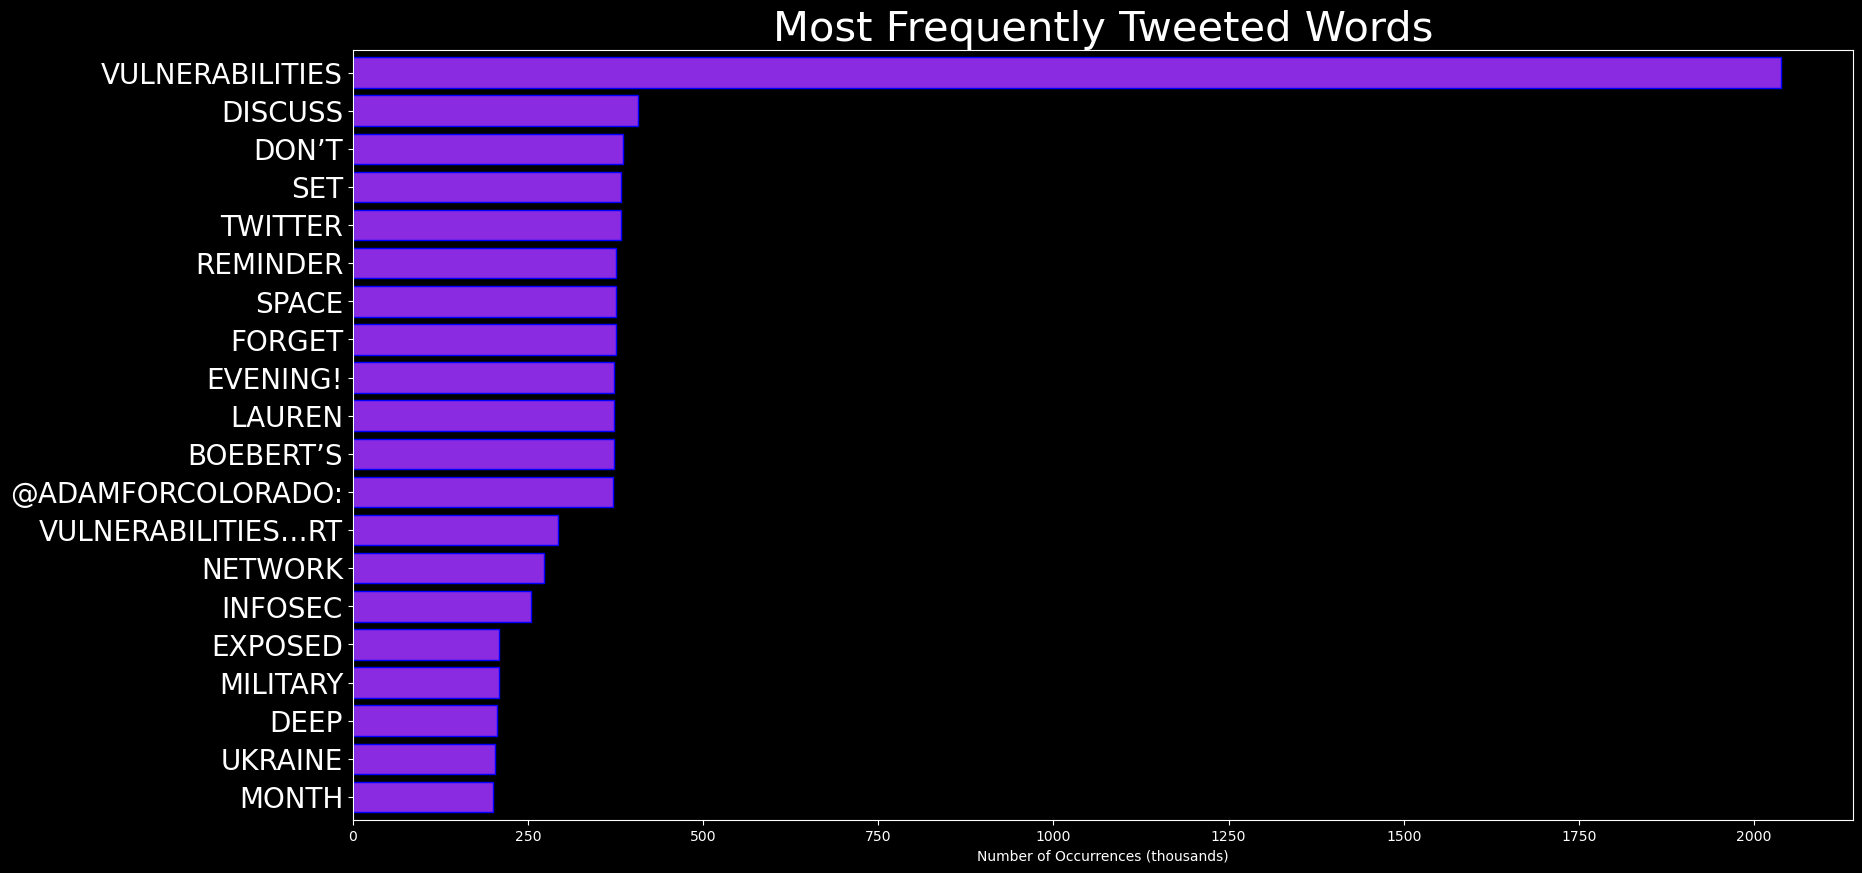 Most Frequently Tweeted Words
VULNERABILITIES
DISCUSS
DON’T
SET
TWITTER
REMINDER
SPACE
FORGET
EVENING!
LAUREN
BOEBERT’S
@ADAMFORCOLORADO:
VULNERABILITIES…RT
NETWORK
INFOSEC
EXPOSED
MILITARY
DEEP
UKRAINE
MONTH
0 250 500 750 1000 1250 1500 1750 2000
Number of Occurrences (thousands)